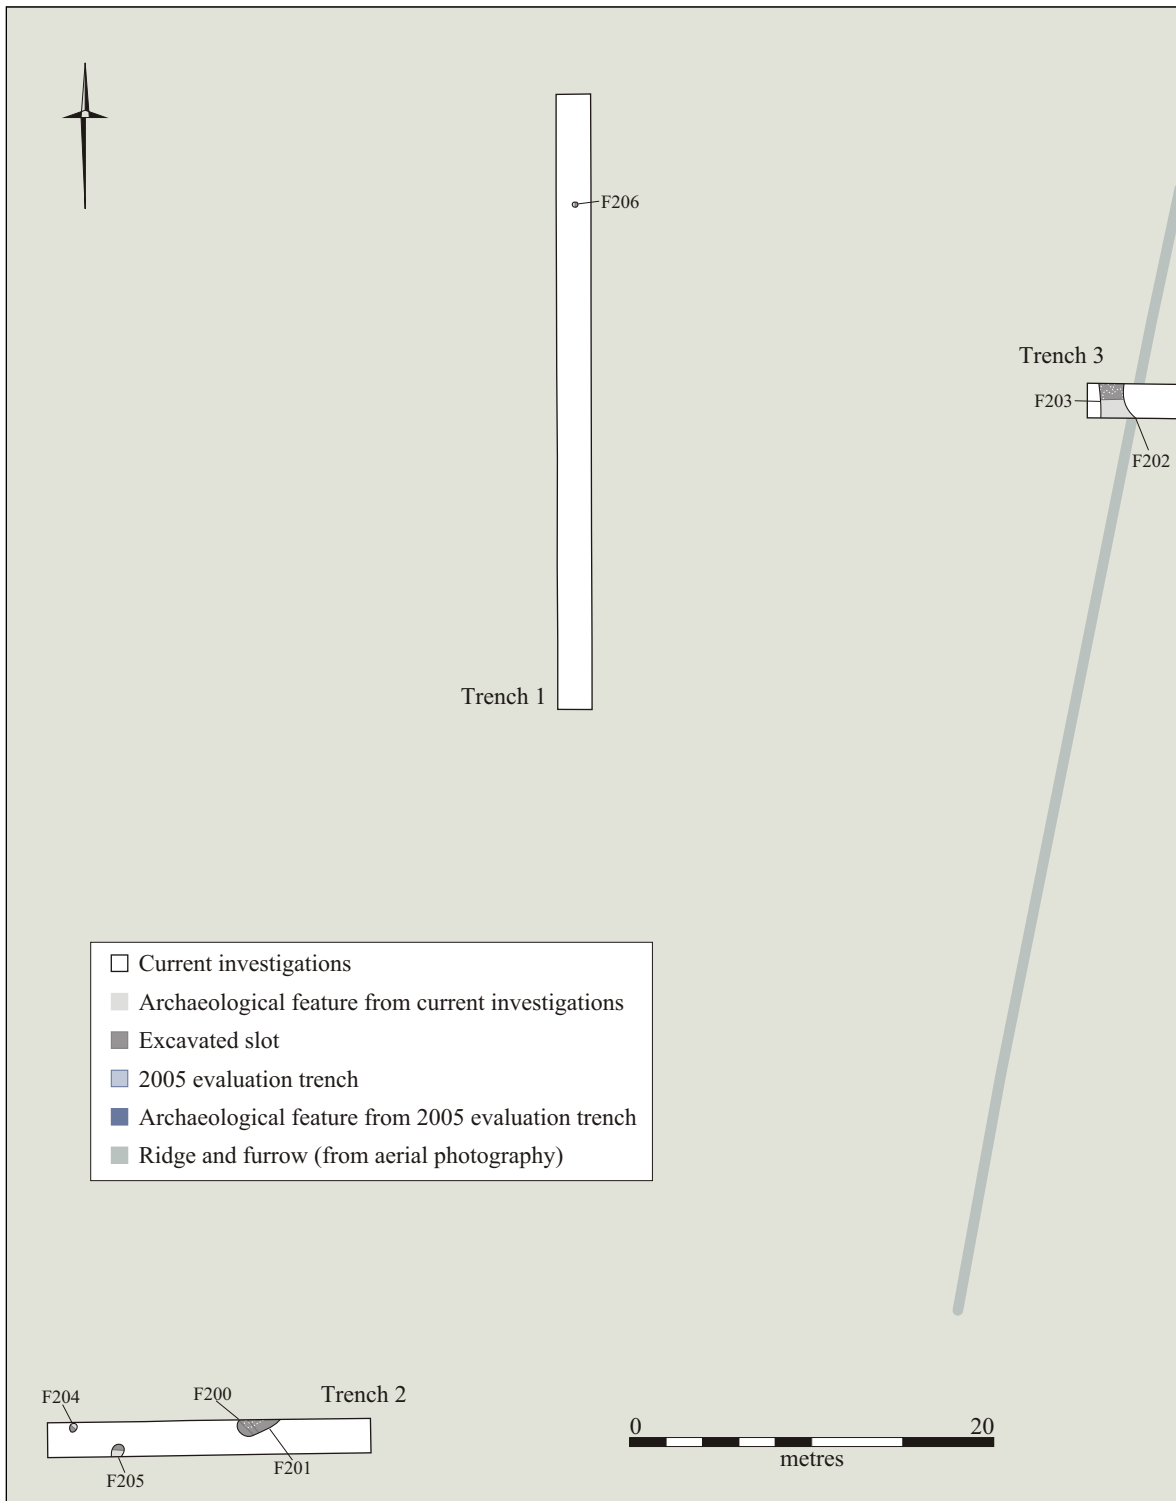 F206
Trench 3
F203
F202
Trench 1
Current investigations
Archaeological feature from current investigations
Excavated slot
2005 evaluation trench
Archaeological feature from 2005 evaluation trench
Ridge and furrow (from aerial photography)
F204
F200
Trench 2
F205
F201
0 20
metres